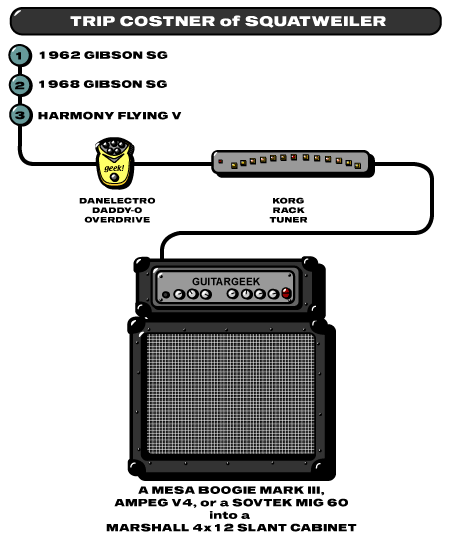 TRIP COSTNER of SQUATWEILER
1 1962 GIBSON SG
2 1968 GIBSON SG
3 HARMONY FLYING V
geek!
DANELECTRO
DADDY-O
OVERDRIVE
KORG
RACK
TUNER
GUITARGEEK
A MESA BOOGIE MARK III,
AMPEG V4, or a SOVTEK MIG 60
into a
MARSHALL 4x12 SLANT CABINET